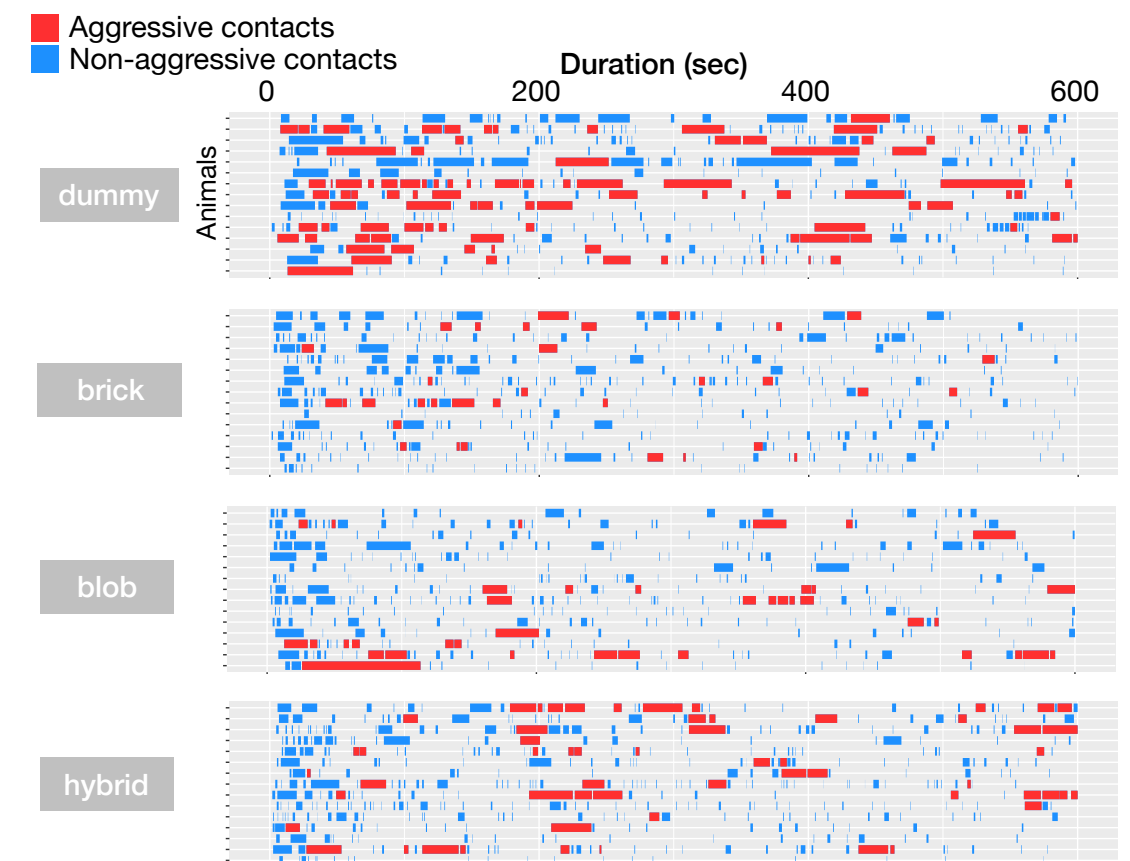 Aggressive contacts
Non-aggressive contacts
Duration (sec)
0 200 400 600
Animals
dummy
brick
blob
hybrid